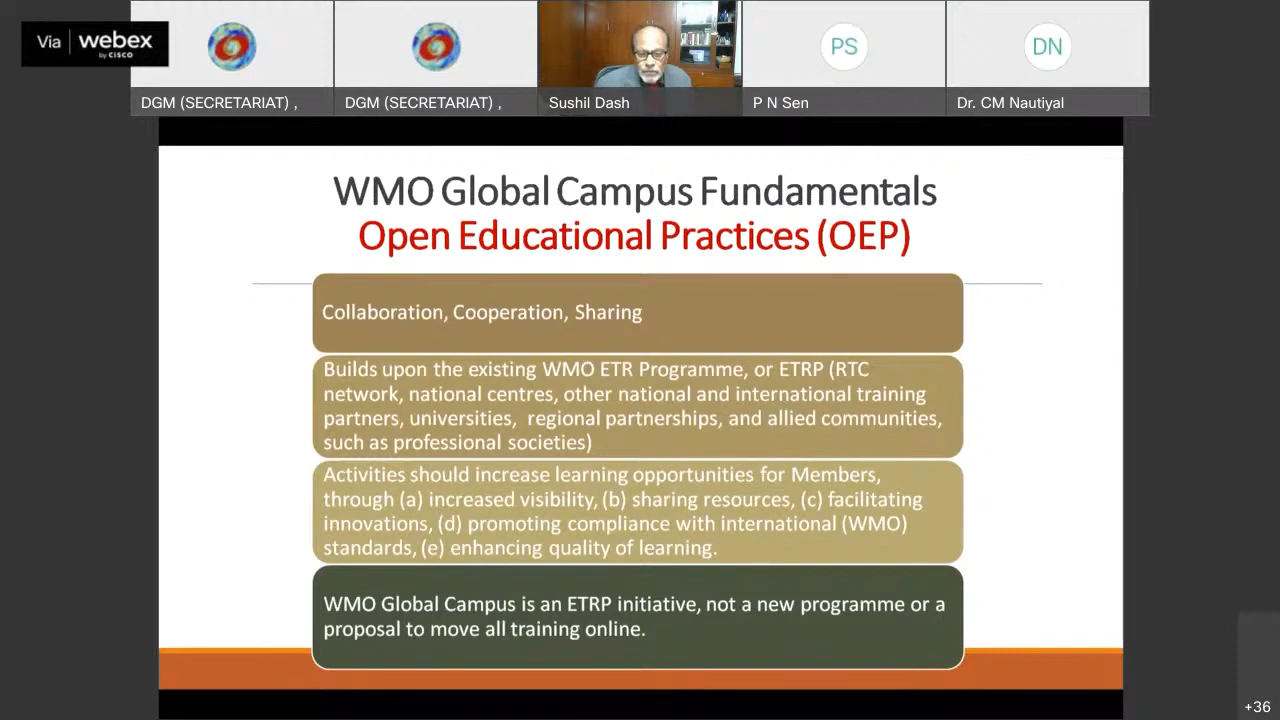 Via webex
by CISCO
DGM (SECRETARIAT) ,
DGM (SECRETARIAT) ,
Sushil Dash
PS
P N Sen
DN
Dr. CM Nautiyal
WMO Global Campus Fundamentals
Open Educational Practices (OEP)
Collaboration, Cooperation, Sharing
Builds upon the existing WMO ETR Programme, or ETRP (RTC
network, national centres, other national and international training
partners, universities, regional partnerships, and allied communities,
such as professional societies)
Activities should increase learning opportunities for Members,
through (a) increased visibility, (b) sharing resources, (c) facilitating
innovations, (d) promoting compliance with international (WMO)
standards, (e) enhancing quality of learning.
WMO Global Campus is an ETRP initiative, not a new programme or a
proposal to move all training online.
+36